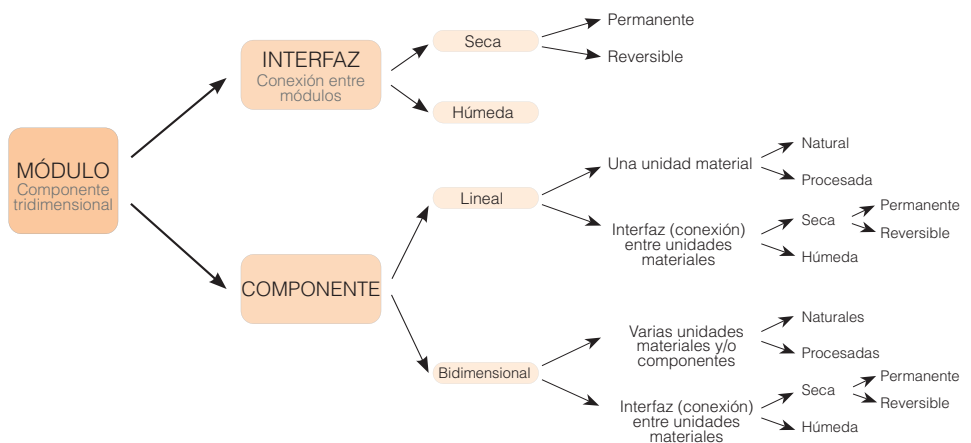 MÓDULO
Componente
tridimensional
INTERFAZ
Conexión entre
módulos
Seca
Permanente
Reversible
Húmeda
COMPONENTE
Lineal
Una unidad material
Natural
Procesada
Interfaz (conexión)
entre unidades
materiales
Seca
Permanente
Reversible
Húmeda
Bidimensional
Varias unidades
materiales y/o
componentes
Naturales
Procesadas
Interfaz (conexión)
entre unidades
materiales
Seca
Permanente
Reversible
Húmeda